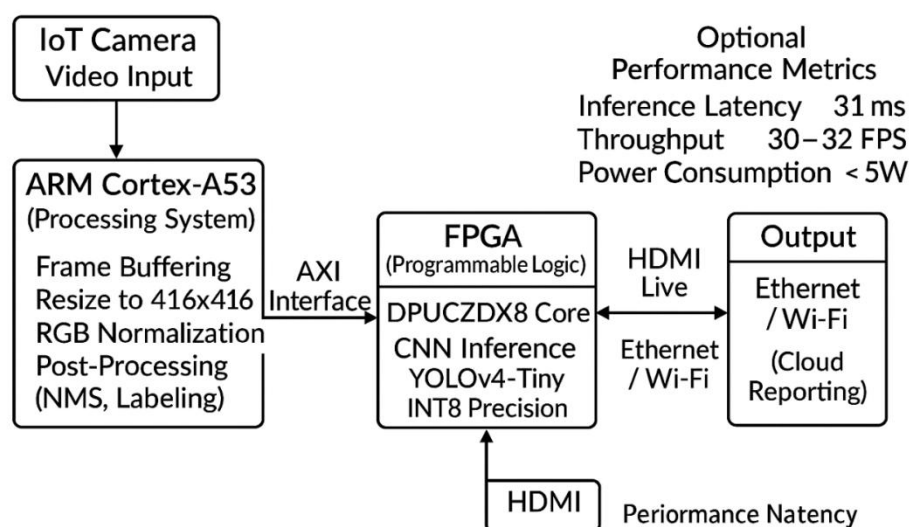 IoT Camera
Video Input
Optional
Performance Metrics
Inference Latency 31 ms
Throughput 30–32 FPS
Power Consumption < 5W
ARM Cortex-A53
(Processing System)
Frame Buffering
Resize to 416x416
RGB Normalization
Post-Processing
(NMS, Labeling)
AXI
Interface
FPGA
(Programmable Logic)
DPUCZDX8 Core
CNN Inference
YOLOv4-Tiny
INT8 Precision
HDMI
Live
Ethernet
/ Wi-Fi
Output
Ethernet
/ Wi-Fi
(Cloud
Reporting)
HDMI
Periormance Natency